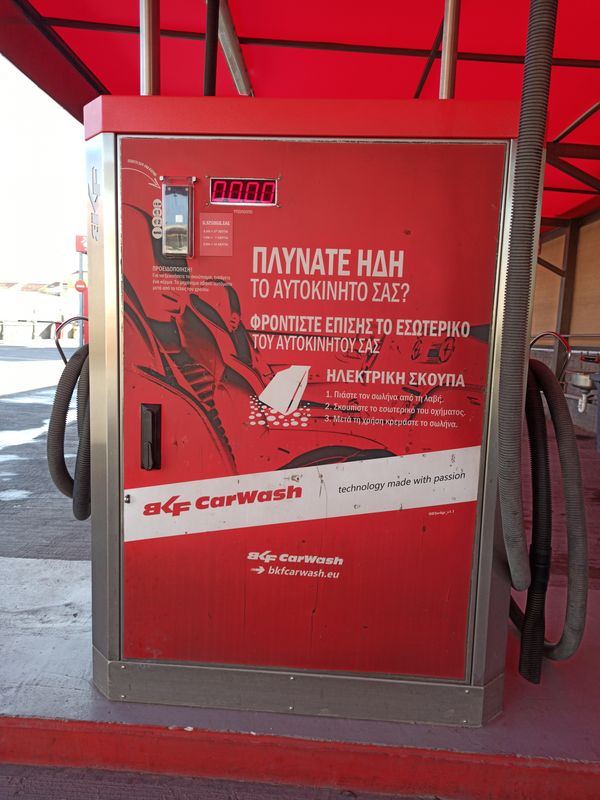 BKF
0000
ΠΡΟΕΙΔΟΠΟΙΗΣΗ!
ΠΛΥΝΑΤΕ ΗΔΗ
ΤΟ ΑΥΤΟΚΙΝΗΤΟ ΣΑΣ?
ΦΡΟΝΤΙΣΤΕ ΕΠΙΣΗΣ ΤΟ ΕΣΩΤΕΡΙΚΟ
ΤΟΥ ΑΥΤΟΚΙΝΗΤΟΥ ΣΑΣ
ΗΛΕΚΤΡΙΚΗ ΣΚΟΥΠΑ
1. Πιάστε τον σωλήνα από τη λαβή.
2. Σκουπίστε το εσωτερικό του οχήματος.
3. Μετά τη χρήση κρεμάστε το σωλήνα.
BKF CarWash
technology made with passion
BKF CarWash
bkfcarwash.eu